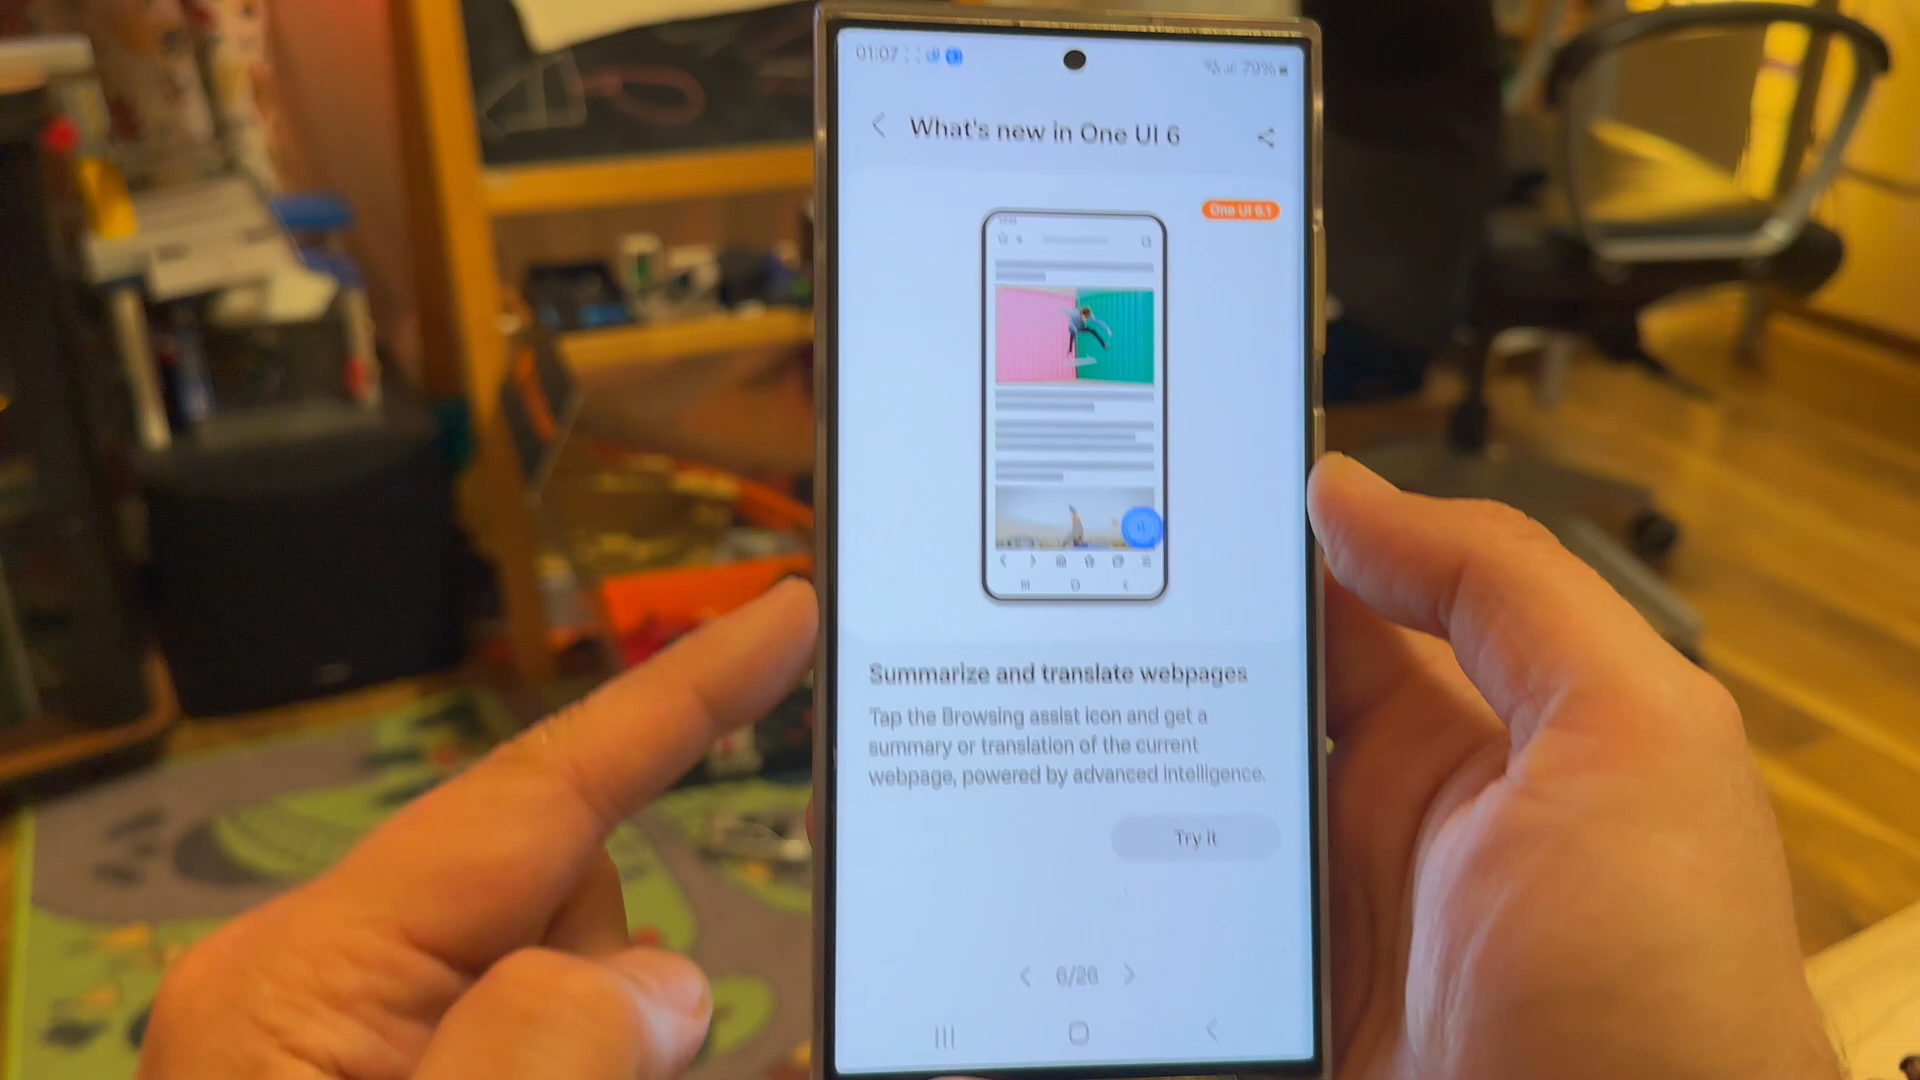 01:07
79%
What's new in One UI 6
One UI 6.1
Summarize and translate webpages
Tap the Browsing assist icon and get a
summary or translation of the current
webpage, powered by advanced intelligence.
Try it
6/26